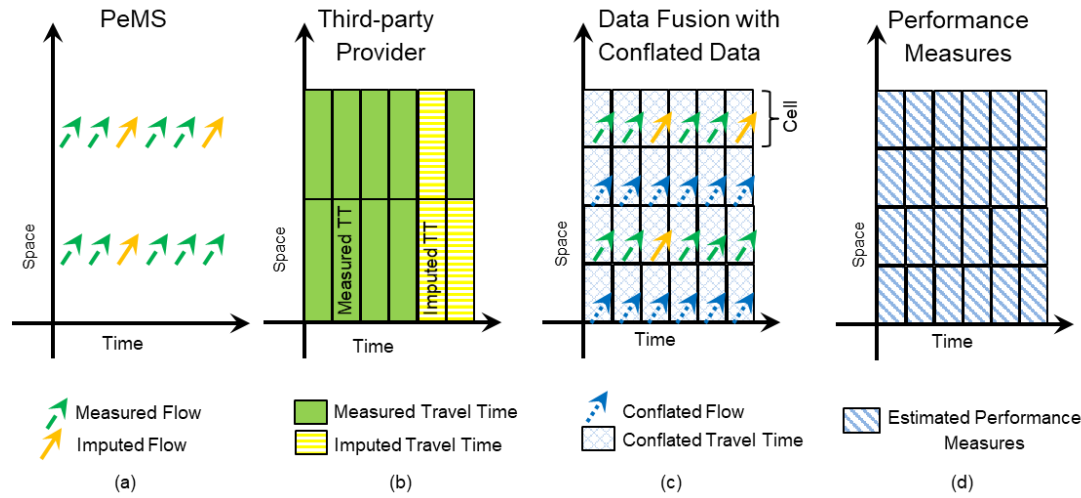 PeMS
Space
Time
Measured Flow
Imputed Flow
(a)
Third-party
Provider
Space
Measured TT
Imputed TT
Time
Measured Travel Time
Imputed Travel Time
(b)
Data Fusion with
Conflated Data
Cell
Space
Time
Conflated Flow
Conflated Travel Time
(c)
Performance
Measures
Space
Time
Estimated Performance
Measures
(d)